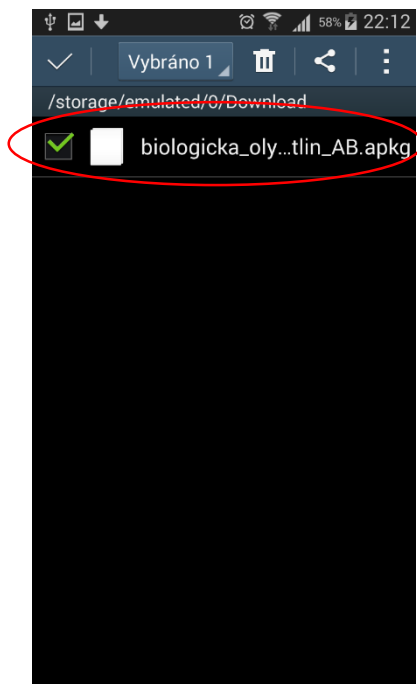 58% 22:12
Vybráno 1
/storage/emulated/0/Download
biologicka_oly...tlin_AB.apkg